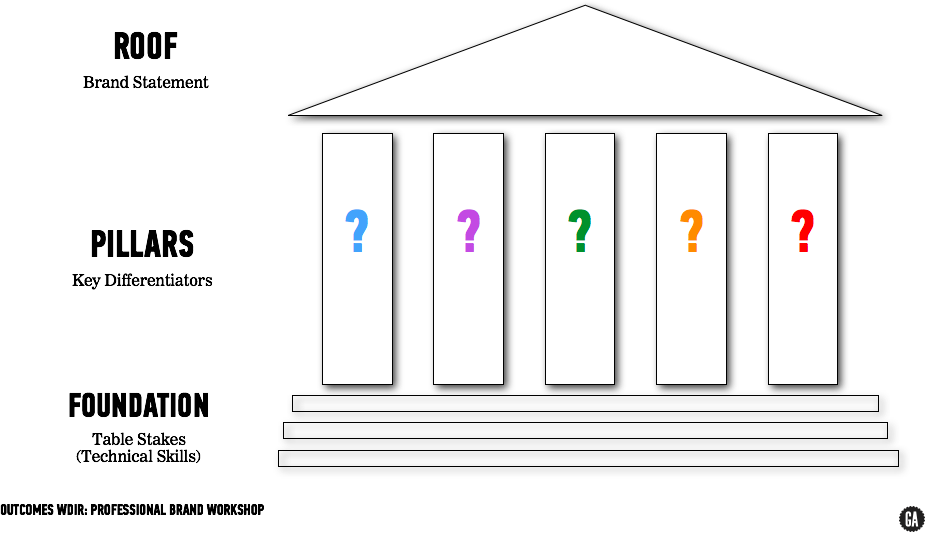 ROOF
Brand Statement
? ? ? ? ?
PILLARS
Key Differentiators
FOUNDATION
Table Stakes
(Technical Skills)
OUTCOMES WDIR: PROFESSIONAL BRAND WORKSHOP
GA